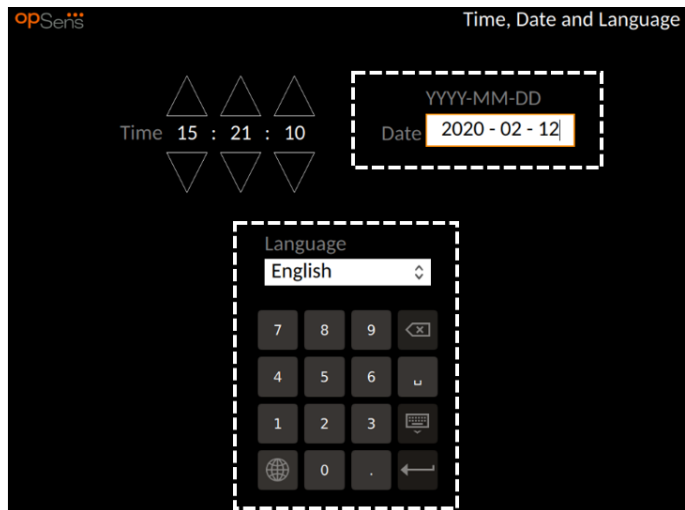 opSens
Time, Date and Language
YYYY-MM-DD
Time 15 : 21 : 10
Date 2020 - 02 - 12
Language
English
7 8 9
4 5 6
1 2 3
0 .